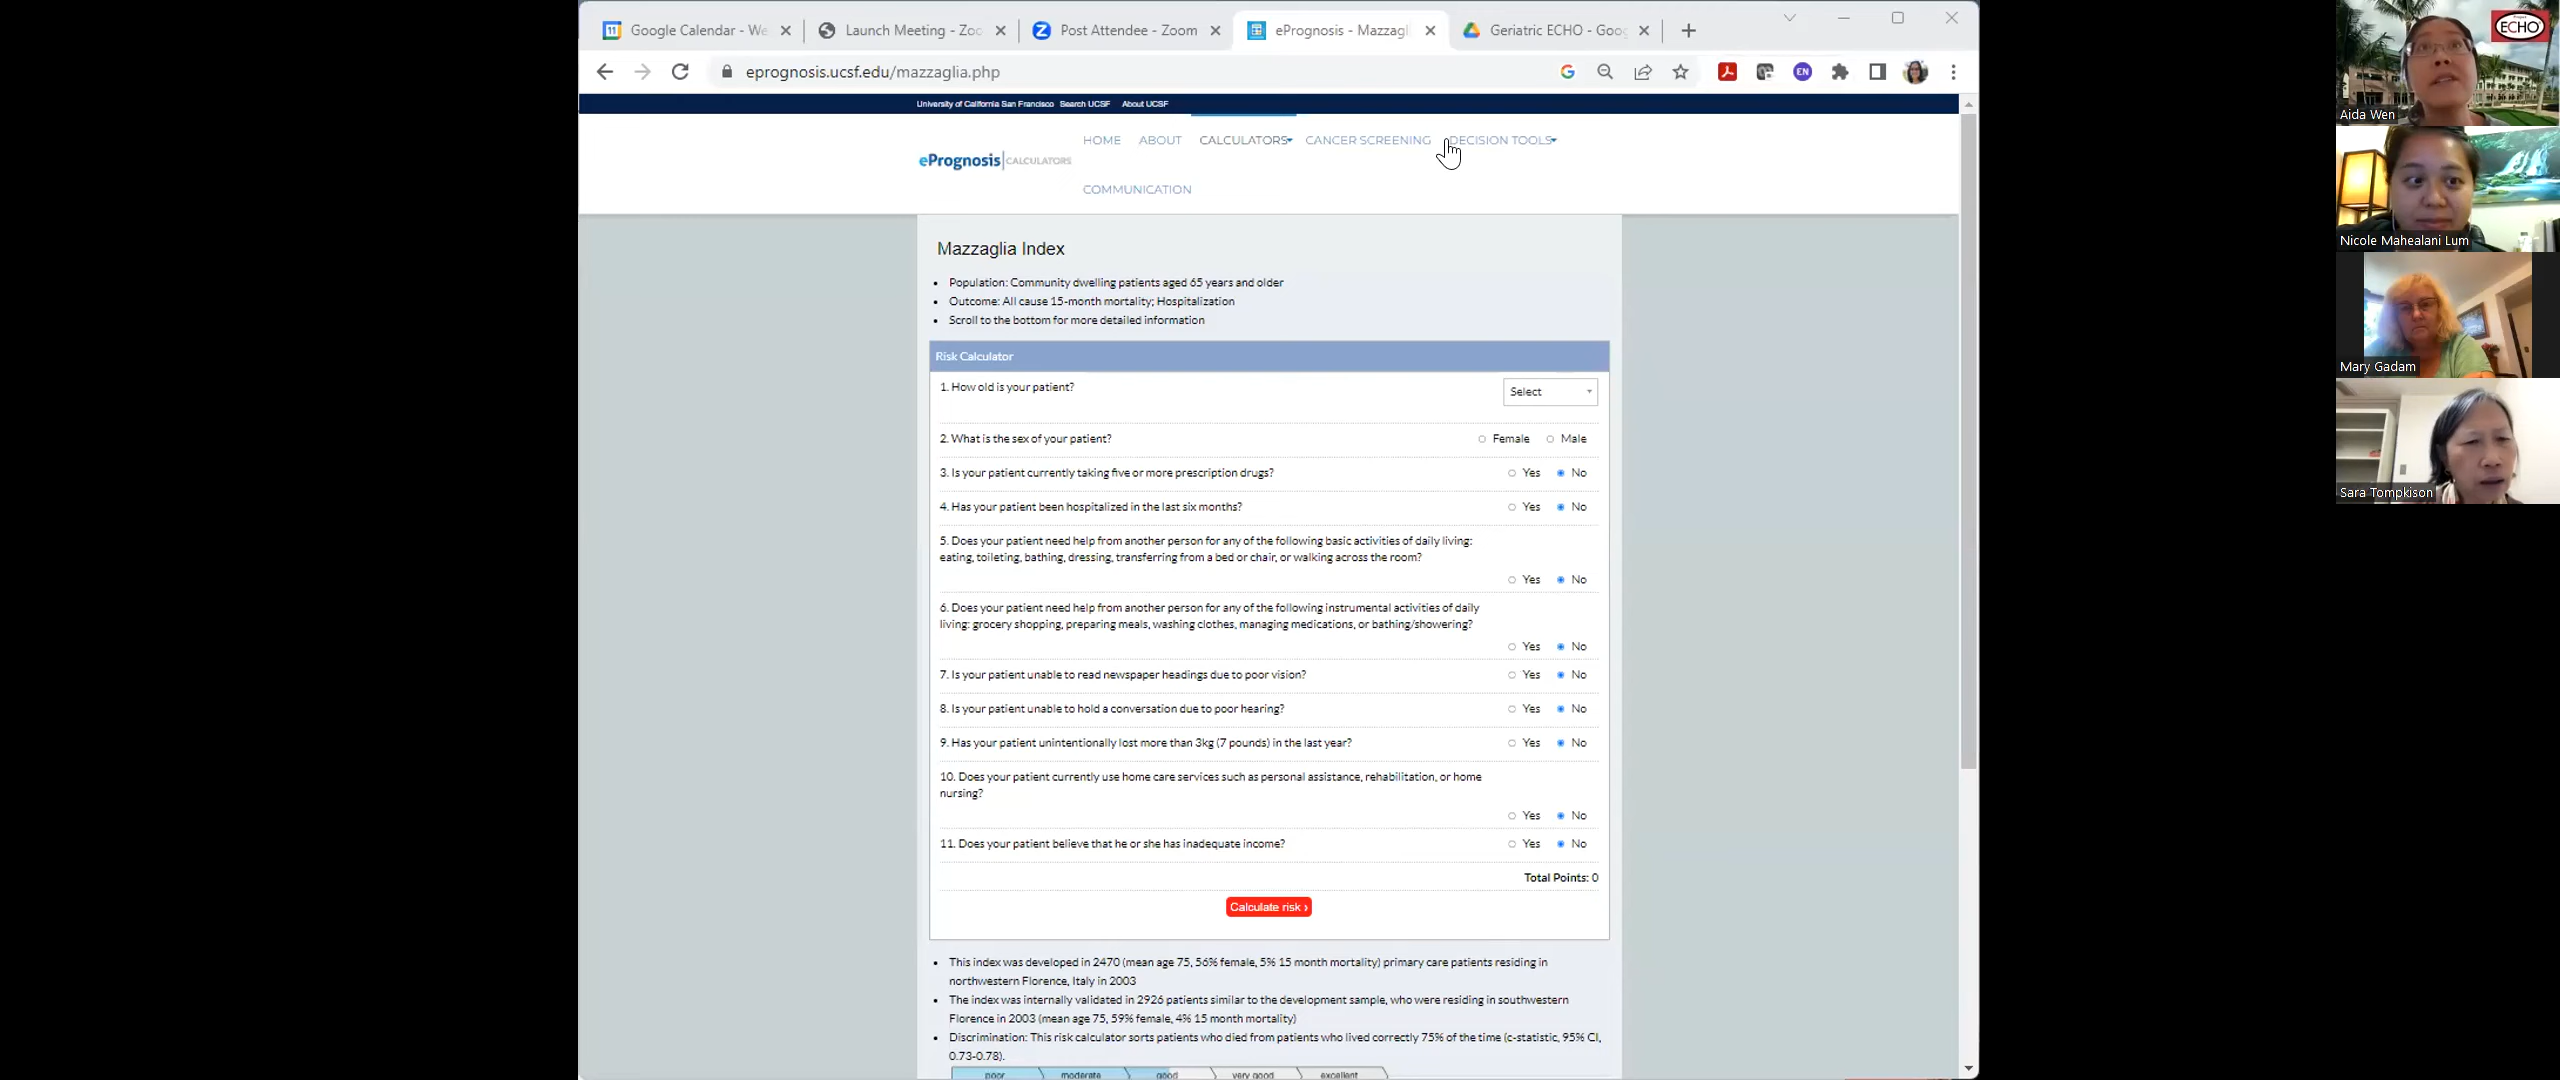 Google Calendar - We
Launch Meeting - Zoo
Post Attendee - Zoom
ePrognosis - Mazzagl
Geriatric ECHO - Goog
eprognosis.ucsf.edu/mazzaglia.php
EN
University of California San Francisco Search UCSF About UCSF
ePrognosis CALCULATORS
HOME ABOUT CALCULATORS CANCER SCREENING DECISION TOOLS
COMMUNICATION
Mazzaglia Index
Population: Community dwelling patients aged 65 years and older
Outcome: All cause 15-month mortality; Hospitalization
Scroll to the bottom for more detailed information
Risk Calculator
1. How old is your patient?
Select
2. What is the sex of your patient?
Female Male
3. Is your patient currently taking five or more prescription drugs?
Yes No
4. Has your patient been hospitalized in the last six months?
Yes No
5. Does your patient need help from another person for any of the following basic activities of daily living:
eating, toileting, bathing, dressing, transferring from a bed or chair, or walking across the room?
Yes No
6. Does your patient need help from another person for any of the following instrumental activities of daily
living: grocery shopping, preparing meals, washing clothes, managing medications, or bathing/showering?
Yes No
7. Is your patient unable to read newspaper headings due to poor vision?
Yes No
8. Is your patient unable to hold a conversation due to poor hearing?
Yes No
9. Has your patient unintentionally lost more than 3kg (7 pounds) in the last year?
Yes No
10. Does your patient currently use home care services such as personal assistance, rehabilitation, or home
nursing?
Yes No
11. Does your patient believe that he or she has inadequate income?
Yes No
Total Points: 0
Calculate risk ›
This index was developed in 2470 (mean age 75, 56% female, 5% 15 month mortality) primary care patients residing in
northwestern Florence, Italy in 2003
The index was internally validated in 2926 patients similar to the development sample, who were residing in southwestern
Florence in 2003 (mean age 75, 59% female, 4% 15 month mortality)
Discrimination: This risk calculator sorts patients who died from patients who lived correctly 75% of the time (c-statistic, 95% CI,
0.73-0.78).
poor moderate good very good excellent
ECHO
Aida Wen
Nicole Mahealani Lum
Mary Gadam
Sara Tompkison